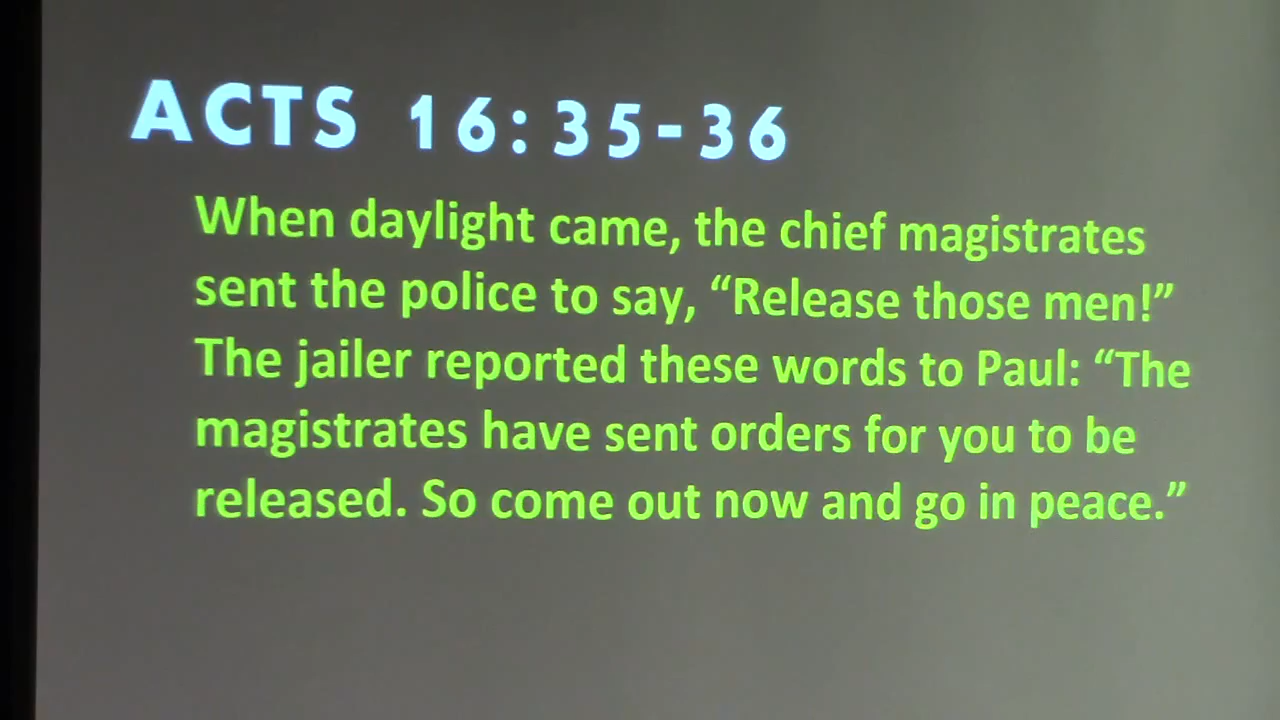 ACTS 16:35-36
When daylight came, the chief magistrates
sent the police to say, “Release those men!”
The jailer reported these words to Paul: “The
magistrates have sent orders for you to be
released. So come out now and go in peace.”